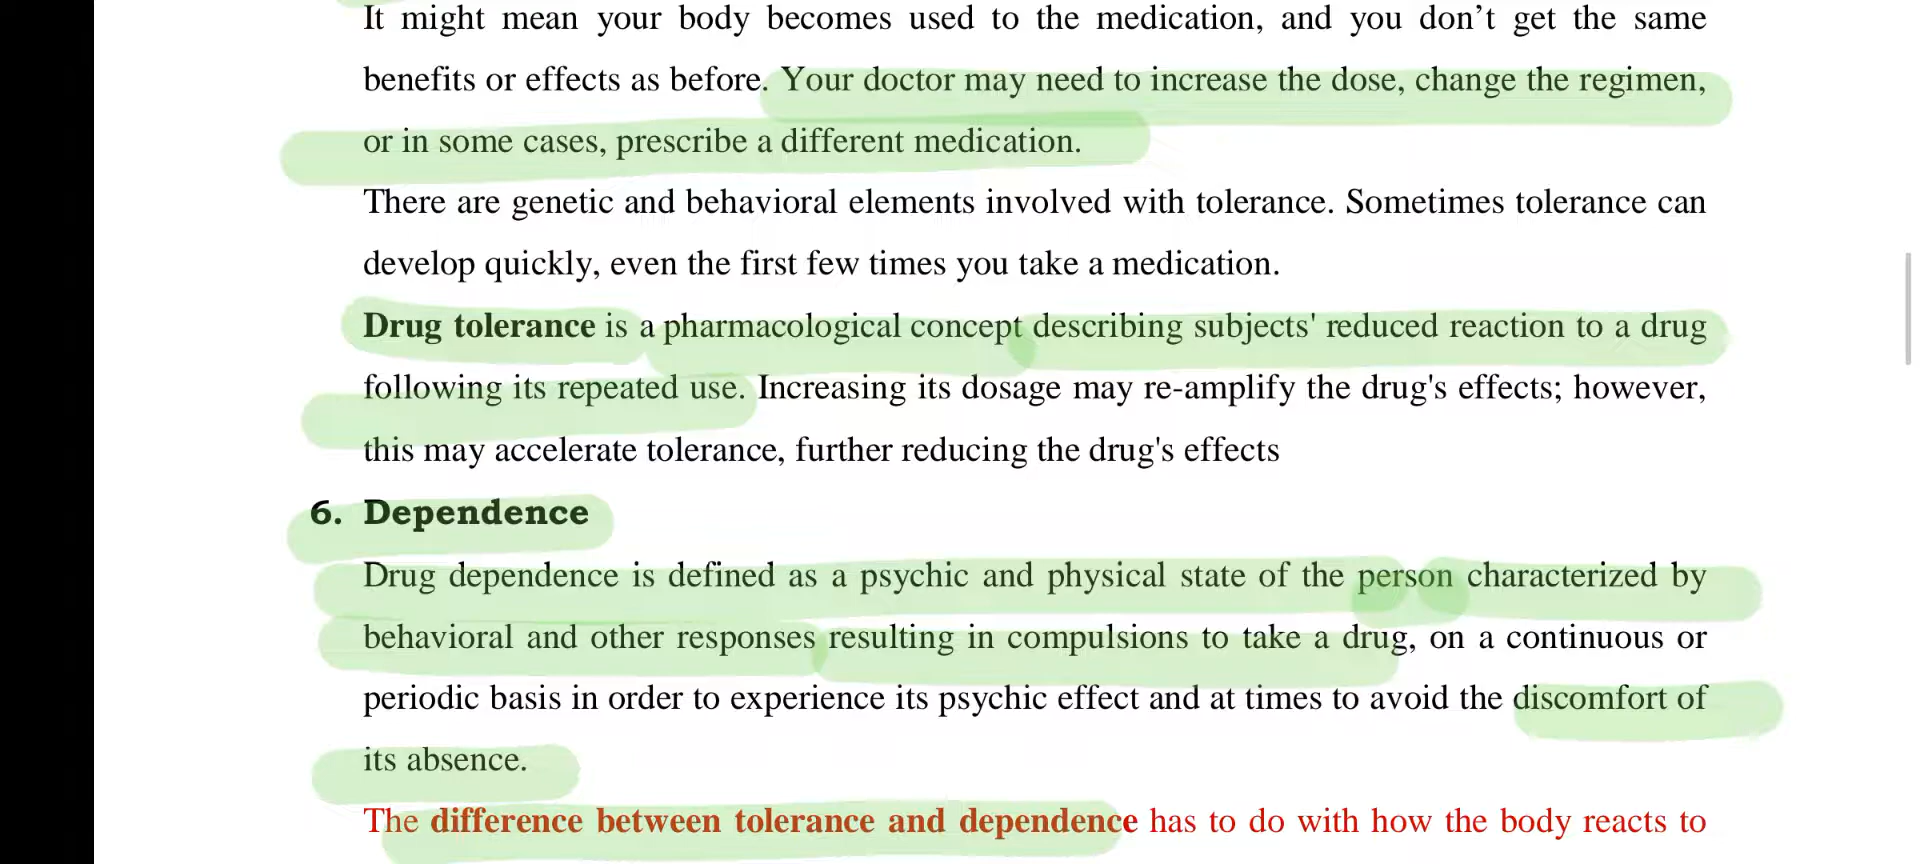 It might mean your body becomes used to the medication, and you don’t get the same
benefits or effects as before. Your doctor may need to increase the dose, change the regimen,
or in some cases, prescribe a different medication.
There are genetic and behavioral elements involved with tolerance. Sometimes tolerance can
develop quickly, even the first few times you take a medication.
Drug tolerance is a pharmacological concept describing subjects' reduced reaction to a drug
following its repeated use. Increasing its dosage may re-amplify the drug's effects; however,
this may accelerate tolerance, further reducing the drug's effects
6. Dependence
Drug dependence is defined as a psychic and physical state of the person characterized by
behavioral and other responses resulting in compulsions to take a drug, on a continuous or
periodic basis in order to experience its psychic effect and at times to avoid the discomfort of
its absence.
The difference between tolerance and dependence has to do with how the body reacts to